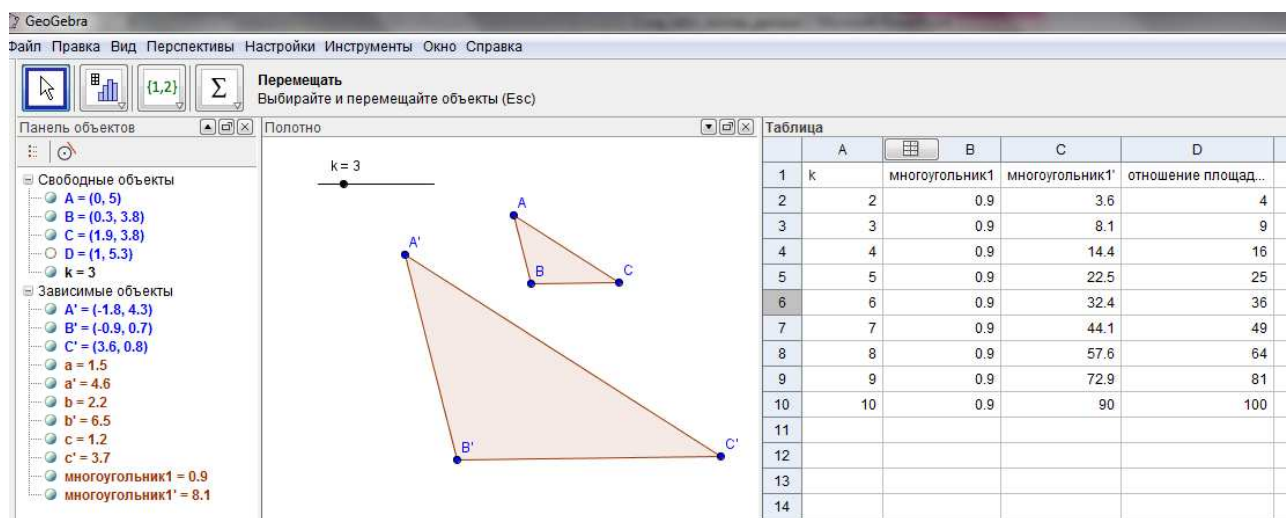 GeoGebra
Файл Правка Вид Перспективы Настройки Инструменты Окно Справка
{1,2}
Σ
Перемещать
Выбирайте и перемещайте объекты (Esc)
Панель объектов
Свободные объекты
A = (0, 5)
B = (0.3, 3.8)
C = (1.9, 3.8)
D = (1, 5.3)
k = 3
Зависимые объекты
A' = (-1.8, 4.3)
B' = (-0.9, 0.7)
C' = (3.6, 0.8)
a = 1.5
a' = 4.6
b = 2.2
b' = 6.5
c = 1.2
c' = 3.7
многоугольник1 = 0.9
многоугольник1' = 8.1
Полотно
k = 3
A
A'
B
C
B'
C'
Таблица
A B C D
1 k многоугольник1 многоугольник1' отношение площад...
2 2 0.9 3.6 4
3 3 0.9 8.1 9
4 4 0.9 14.4 16
5 5 0.9 22.5 25
6 6 0.9 32.4 36
7 7 0.9 44.1 49
8 8 0.9 57.6 64
9 9 0.9 72.9 81
10 10 0.9 90 100
11
12
13
14